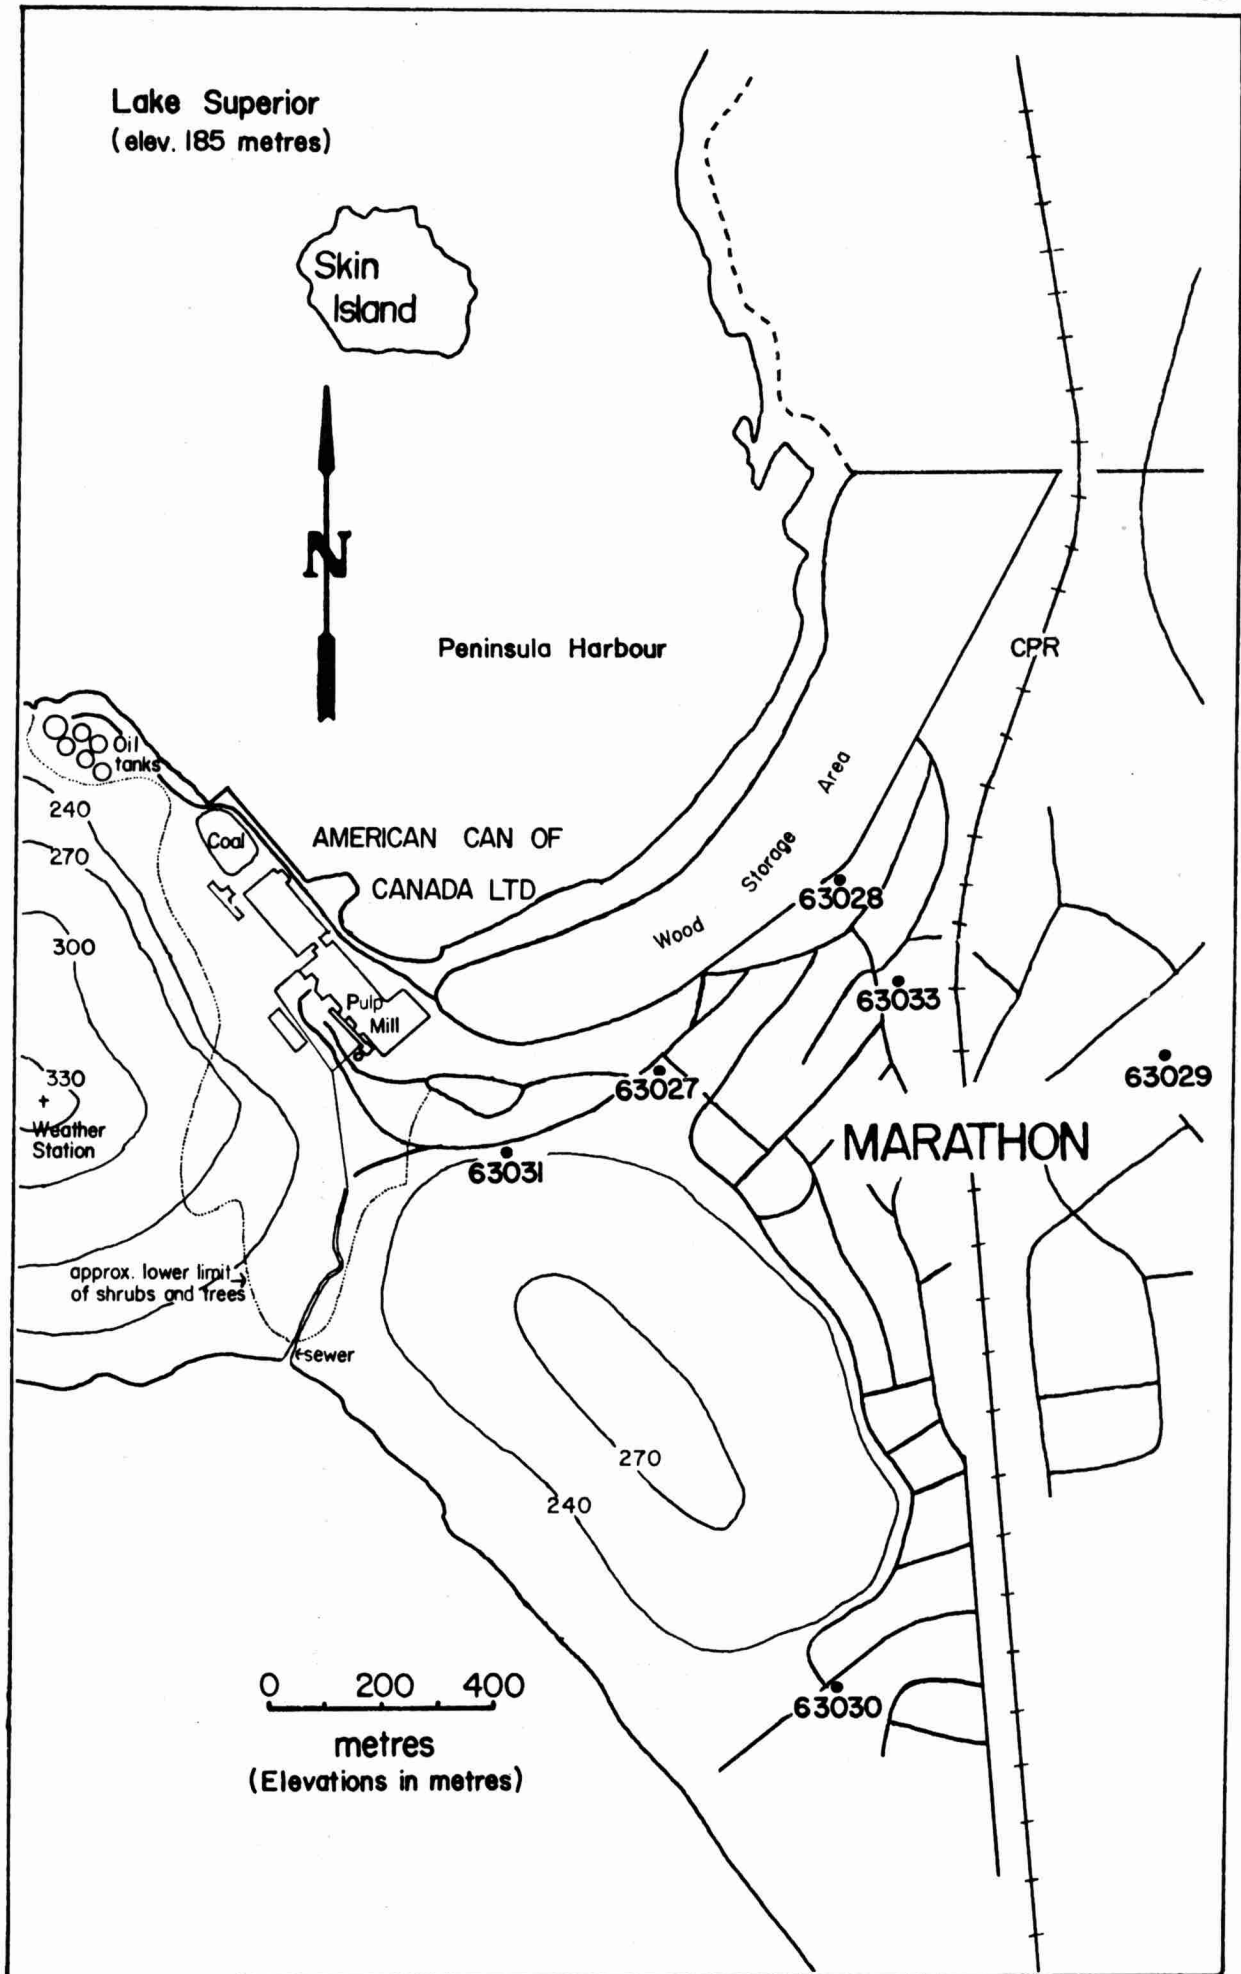 Lake Superior
(elev. 185 metres)
Skin
Island
N
Peninsula Harbour
CPR
Oil
tanks
240
270
300
330
Coal
AMERICAN CAN OF
CANADA LTD
Wood Storage Area
63028
63033
63029
63027
63031
Pulp
Mill
+
Weather
Station
MARATHON
approx. lower limit→
of shrubs and trees
←sewer
270
240
63030
0 200 400
metres
(Elevations in metres)